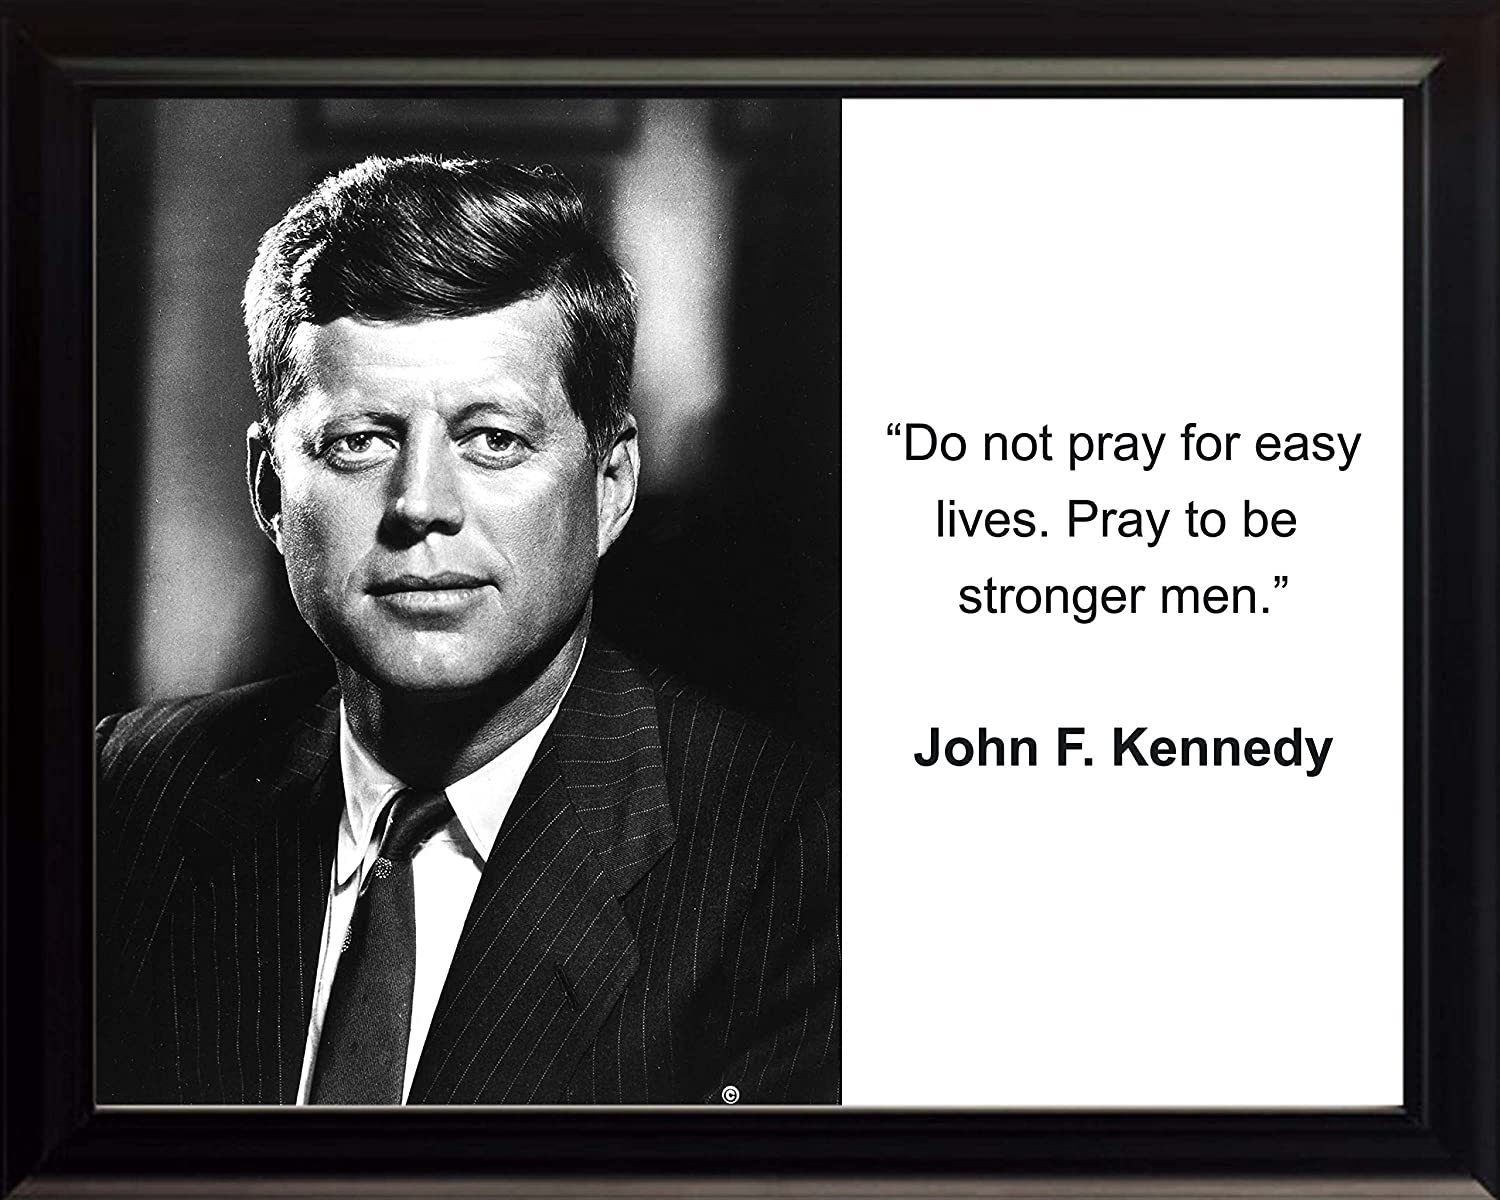 “Do not pray for easy
lives. Pray to be
stronger men.”
John F. Kennedy
©